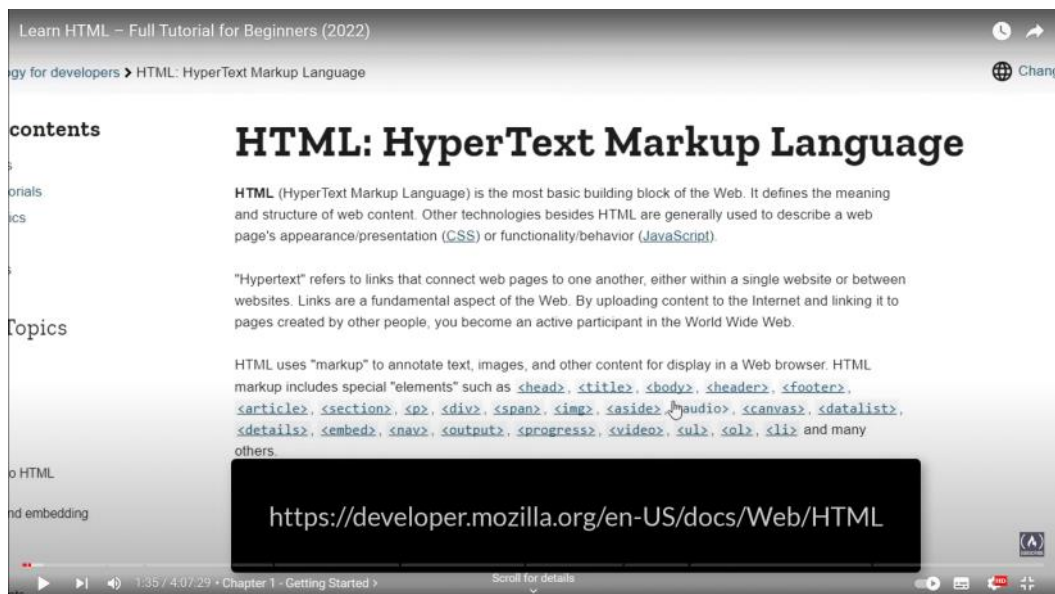 Learn HTML – Full Tutorial for Beginners (2022)
ogy for developers > HTML: HyperText Markup Language
Chang
contents
s
orials
ics
s
Topics
o HTML
nd embedding
HTML: HyperText Markup Language
HTML (HyperText Markup Language) is the most basic building block of the Web. It defines the meaning
and structure of web content. Other technologies besides HTML are generally used to describe a web
page's appearance/presentation (CSS) or functionality/behavior (JavaScript).
"Hypertext" refers to links that connect web pages to one another, either within a single website or between
websites. Links are a fundamental aspect of the Web. By uploading content to the Internet and linking it to
pages created by other people, you become an active participant in the World Wide Web.
HTML uses "markup" to annotate text, images, and other content for display in a Web browser. HTML
markup includes special "elements" such as <head>, <title>, <body>, <header>, <footer>,
<article>, <section>, <p>, <div>, <span>, <img>, <aside>, audio>, <canvas>, <datalist>,
<details>, <embed>, <nav>, <output>, <progress>, <video>, <ul>, <ol>, <li> and many
others.
https://developer.mozilla.org/en-US/docs/Web/HTML
1:35 / 4:07:29 • Chapter 1 - Getting Started >
Scroll for details
HD